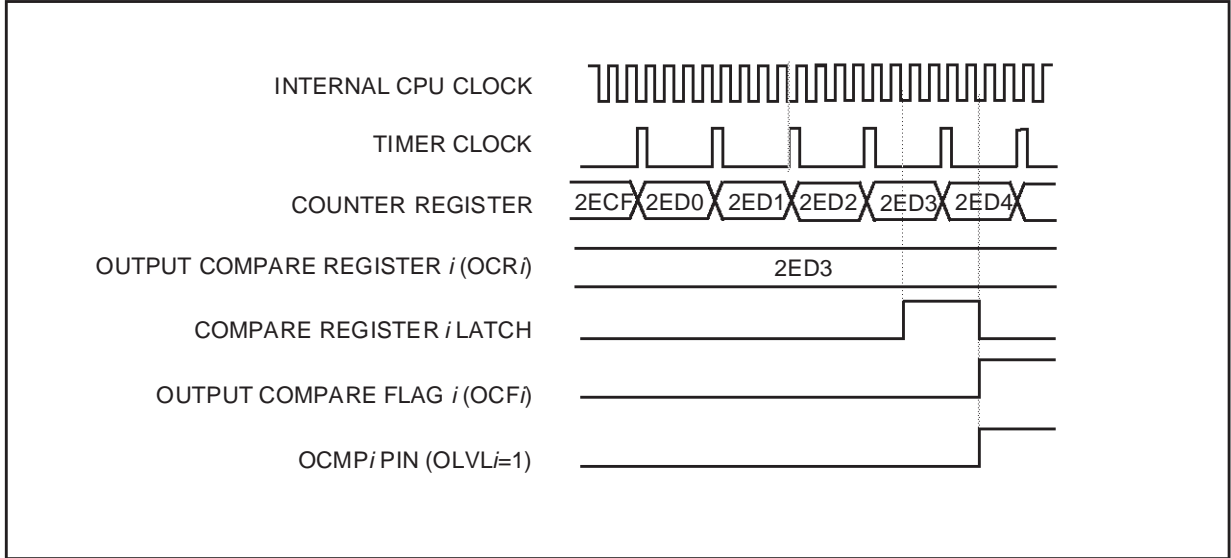 INTERNAL CPU CLOCK
TIMER CLOCK
COUNTER REGISTER 2ECF 2ED0 2ED1 2ED2 2ED3 2ED4
OUTPUT COMPARE REGISTER i (OCRi) 2ED3
COMPARE REGISTER i LATCH
OUTPUT COMPARE FLAG i (OCFi)
OCMPi PIN (OLVLi=1)